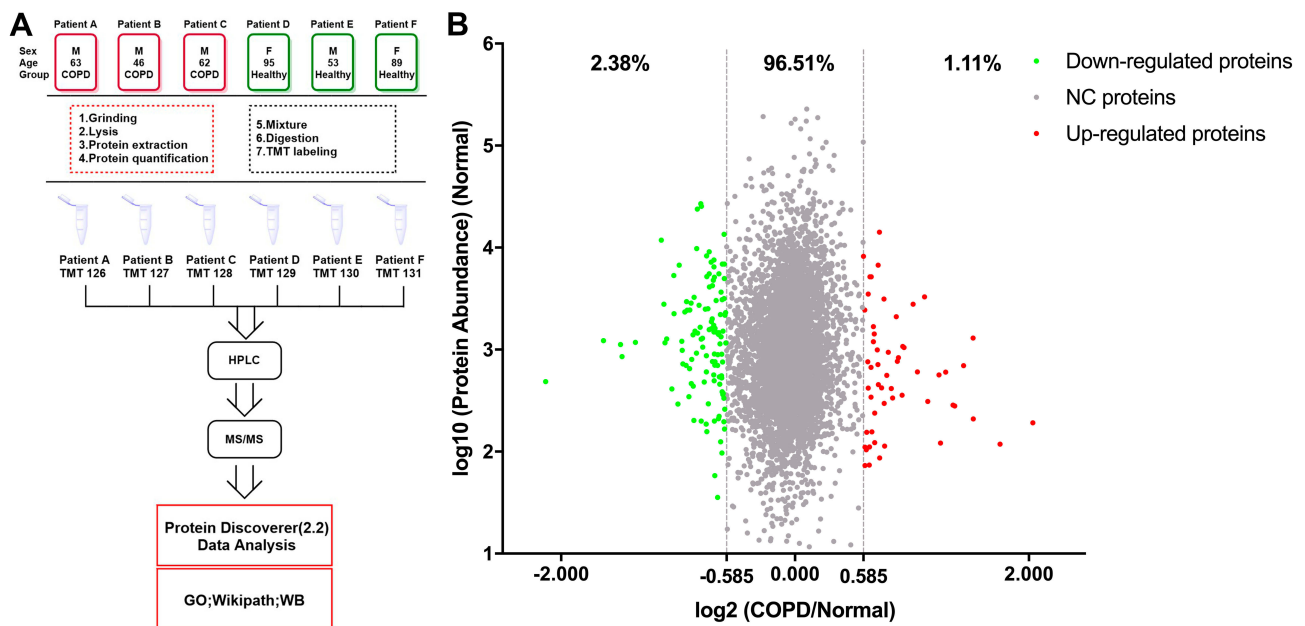 A
Patient A Patient B Patient C Patient D Patient E Patient F
Sex M M M F M F
Age 63 46 62 95 53 89
Group COPD COPD COPD Healthy Healthy Healthy
1.Grinding
2.Lysis
3.Protein extraction
4.Protein quantification
5.Mixture
6.Digestion
7.TMT labeling
Patient A Patient B Patient C Patient D Patient E Patient F
TMT 126 TMT 127 TMT 128 TMT 129 TMT 130 TMT 131
HPLC
MS/MS
Protein Discoverer(2.2)
Data Analysis
GO;Wikipath;WB
B
2.38% 96.51% 1.11%
Down-regulated proteins
NC proteins
Up-regulated proteins
log10 (Protein Abundance) (Normal)
6
5
4
3
2
1
-2.000 -0.585 0.000 0.585 2.000
log2 (COPD/Normal)